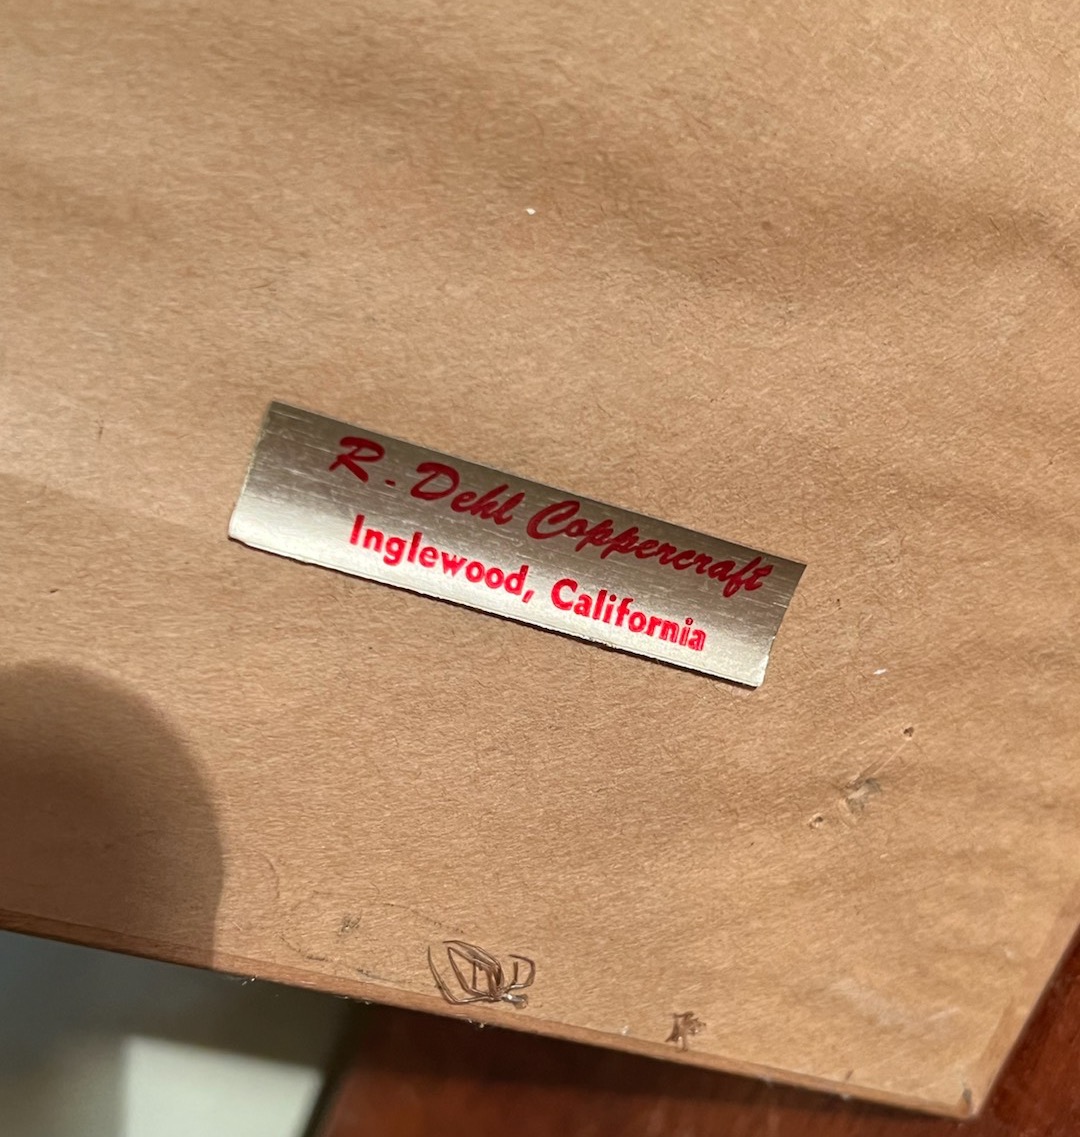 R. Dehl Coppercraft
Inglewood, California